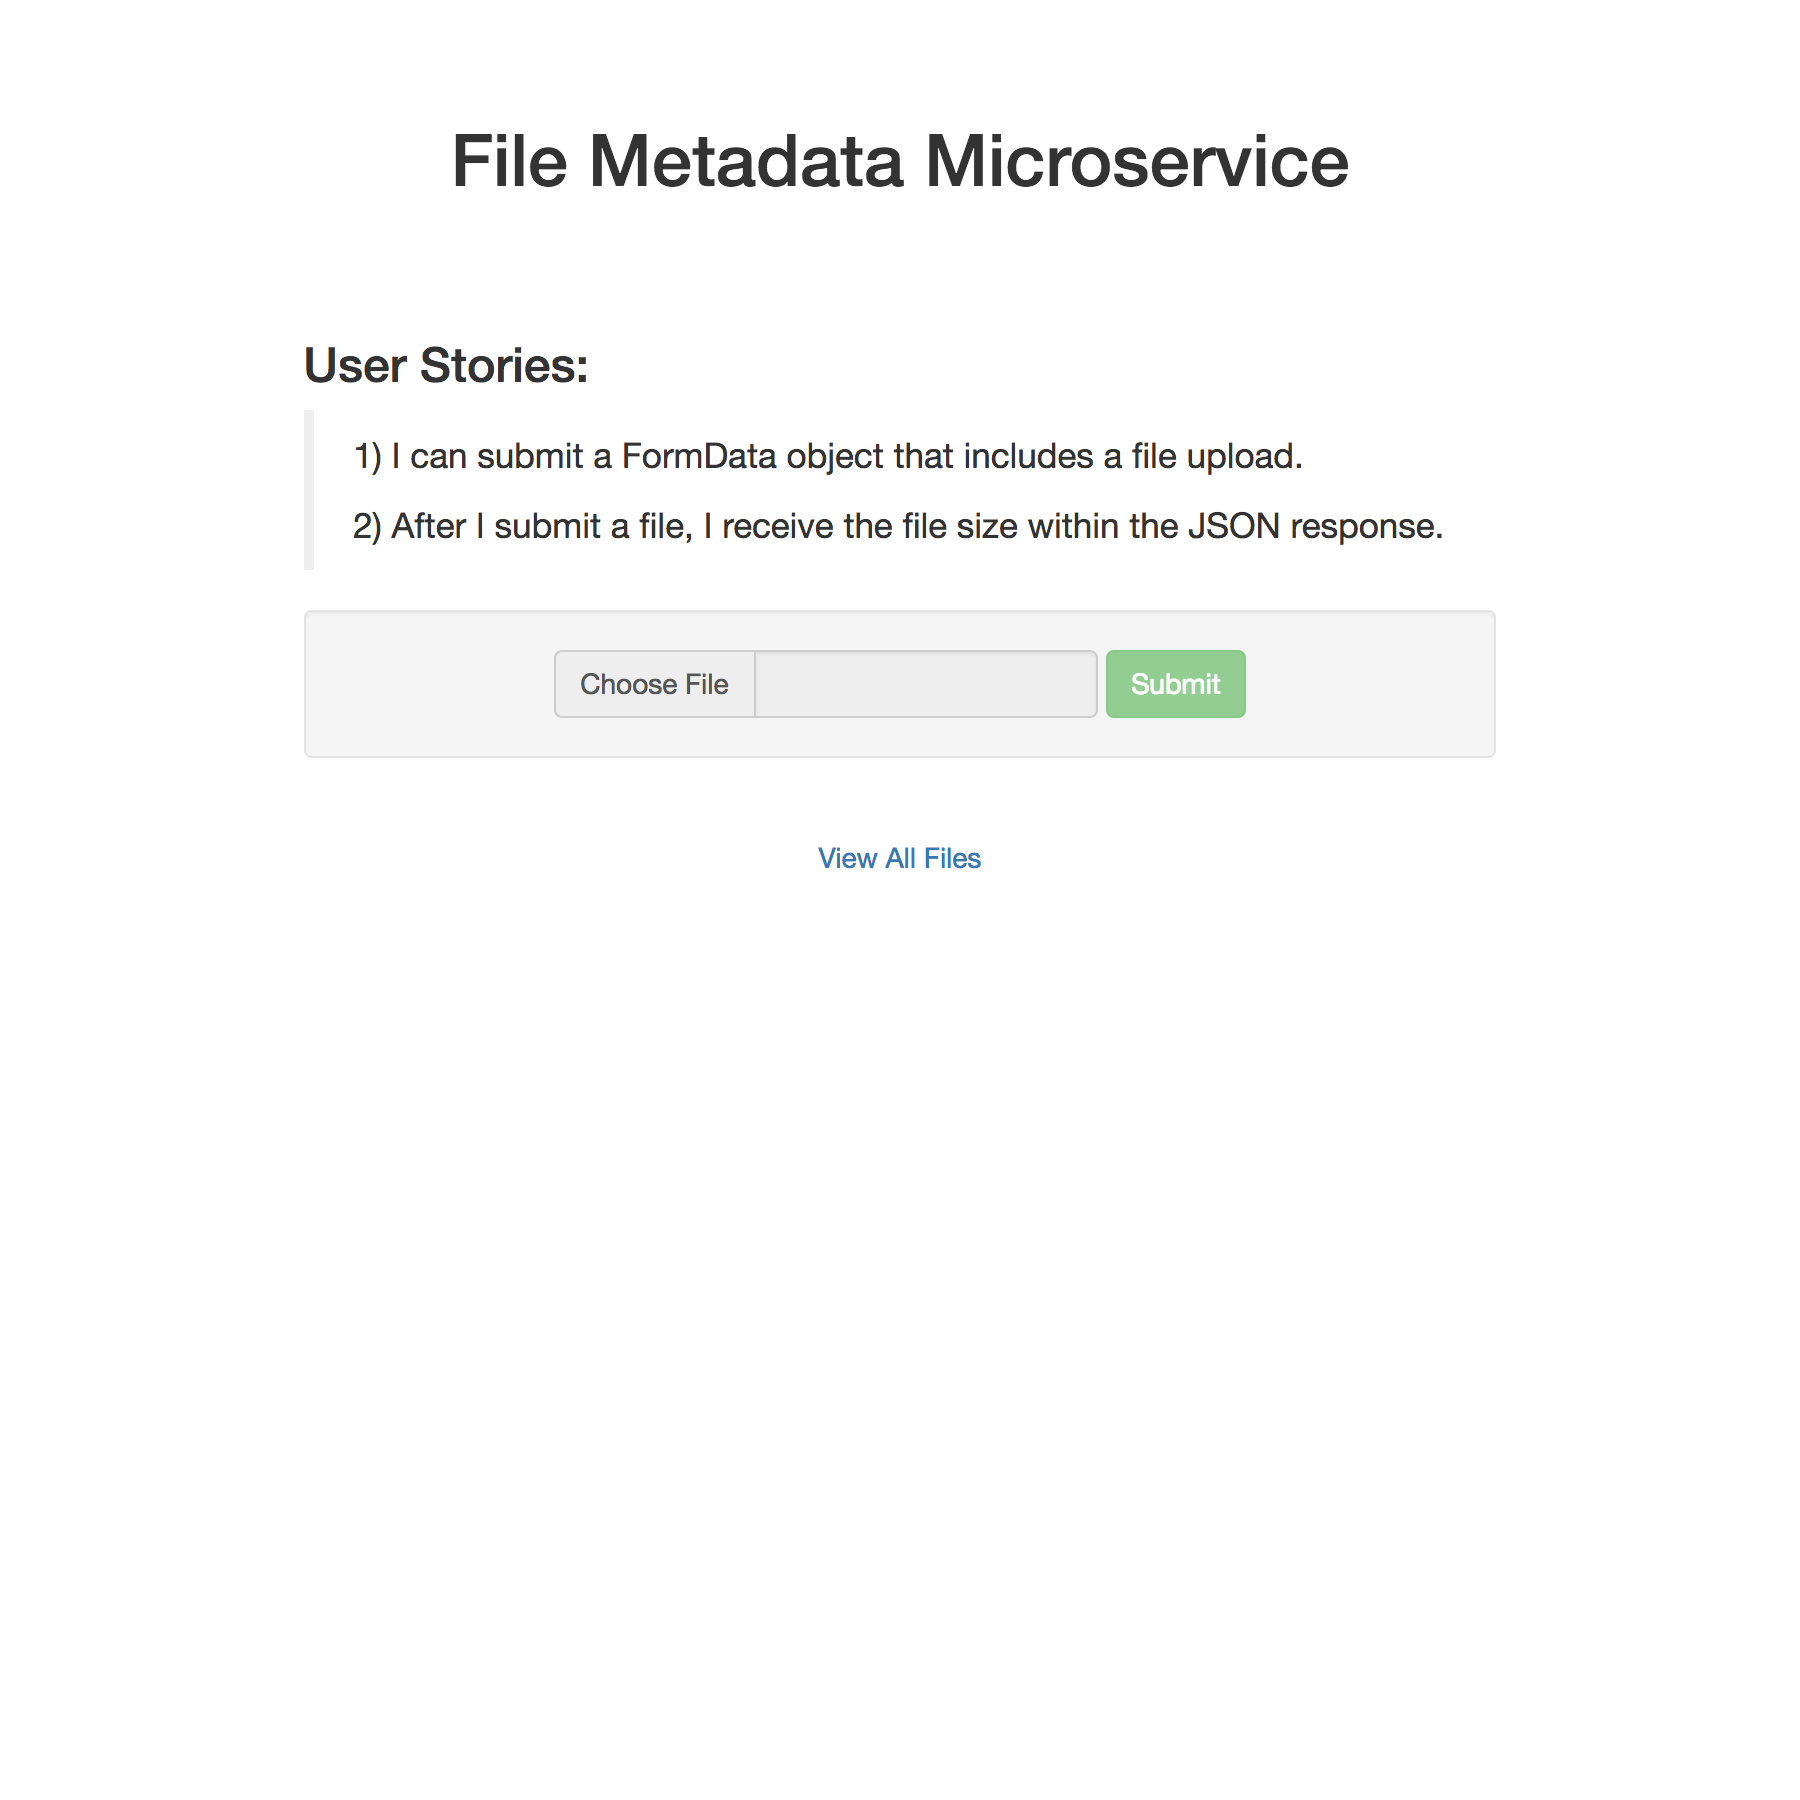 File Metadata Microservice
User Stories:
1) I can submit a FormData object that includes a file upload.
2) After I submit a file, I receive the file size within the JSON response.
Choose File
Submit
View All Files